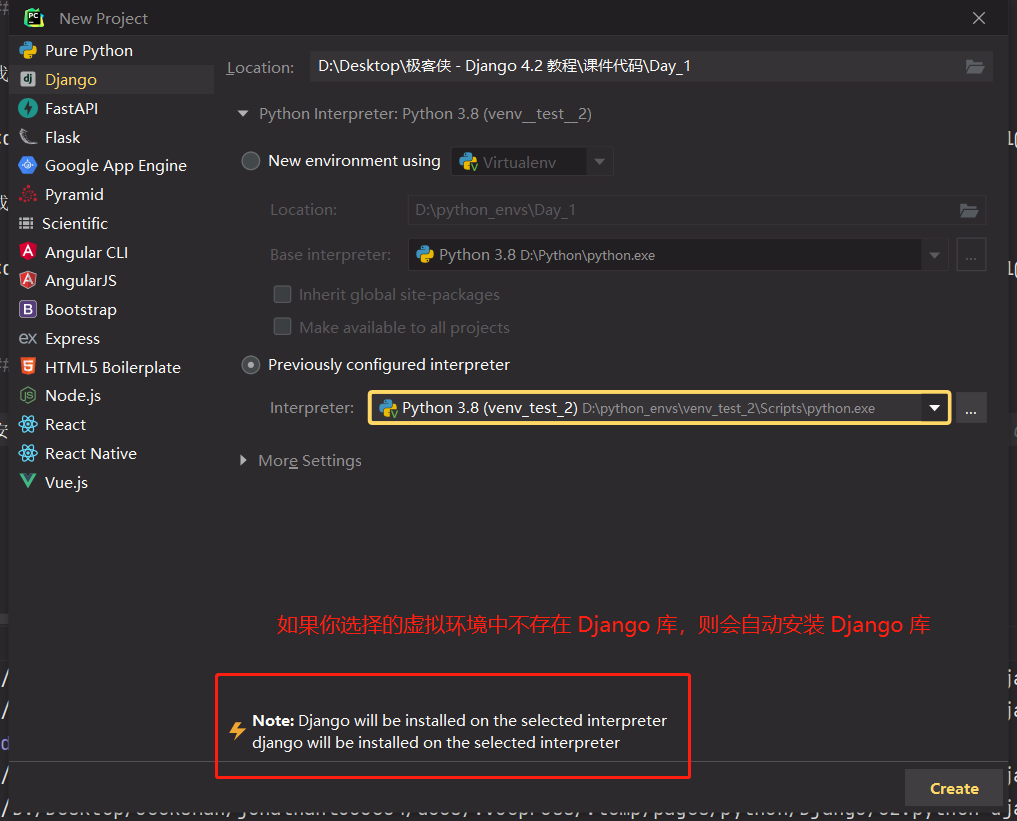 New Project
Pure Python
Django
FastAPI
Flask
Google App Engine
Pyramid
Scientific
Angular CLI
AngularJS
Bootstrap
Express
HTML5 Boilerplate
Node.js
React
React Native
Vue.js
Location: D:\Desktop\极客侠 - Django 4.2 教程\课件代码\Day_1
Python Interpreter: Python 3.8 (venv__test__2)
New environment using Virtualenv
Location: D:\python_envs\Day_1
Base interpreter: Python 3.8 D:\Python\python.exe
...
Inherit global site-packages
Make available to all projects
Previously configured interpreter
Interpreter: Python 3.8 (venv_test_2) D:\python_envs\venv_test_2\Scripts\python.exe
...
More Settings
如果你选择的虚拟环境中不存在 Django 库，则会自动安装 Django 库
Note: Django will be installed on the selected interpreter
django will be installed on the selected interpreter
Create